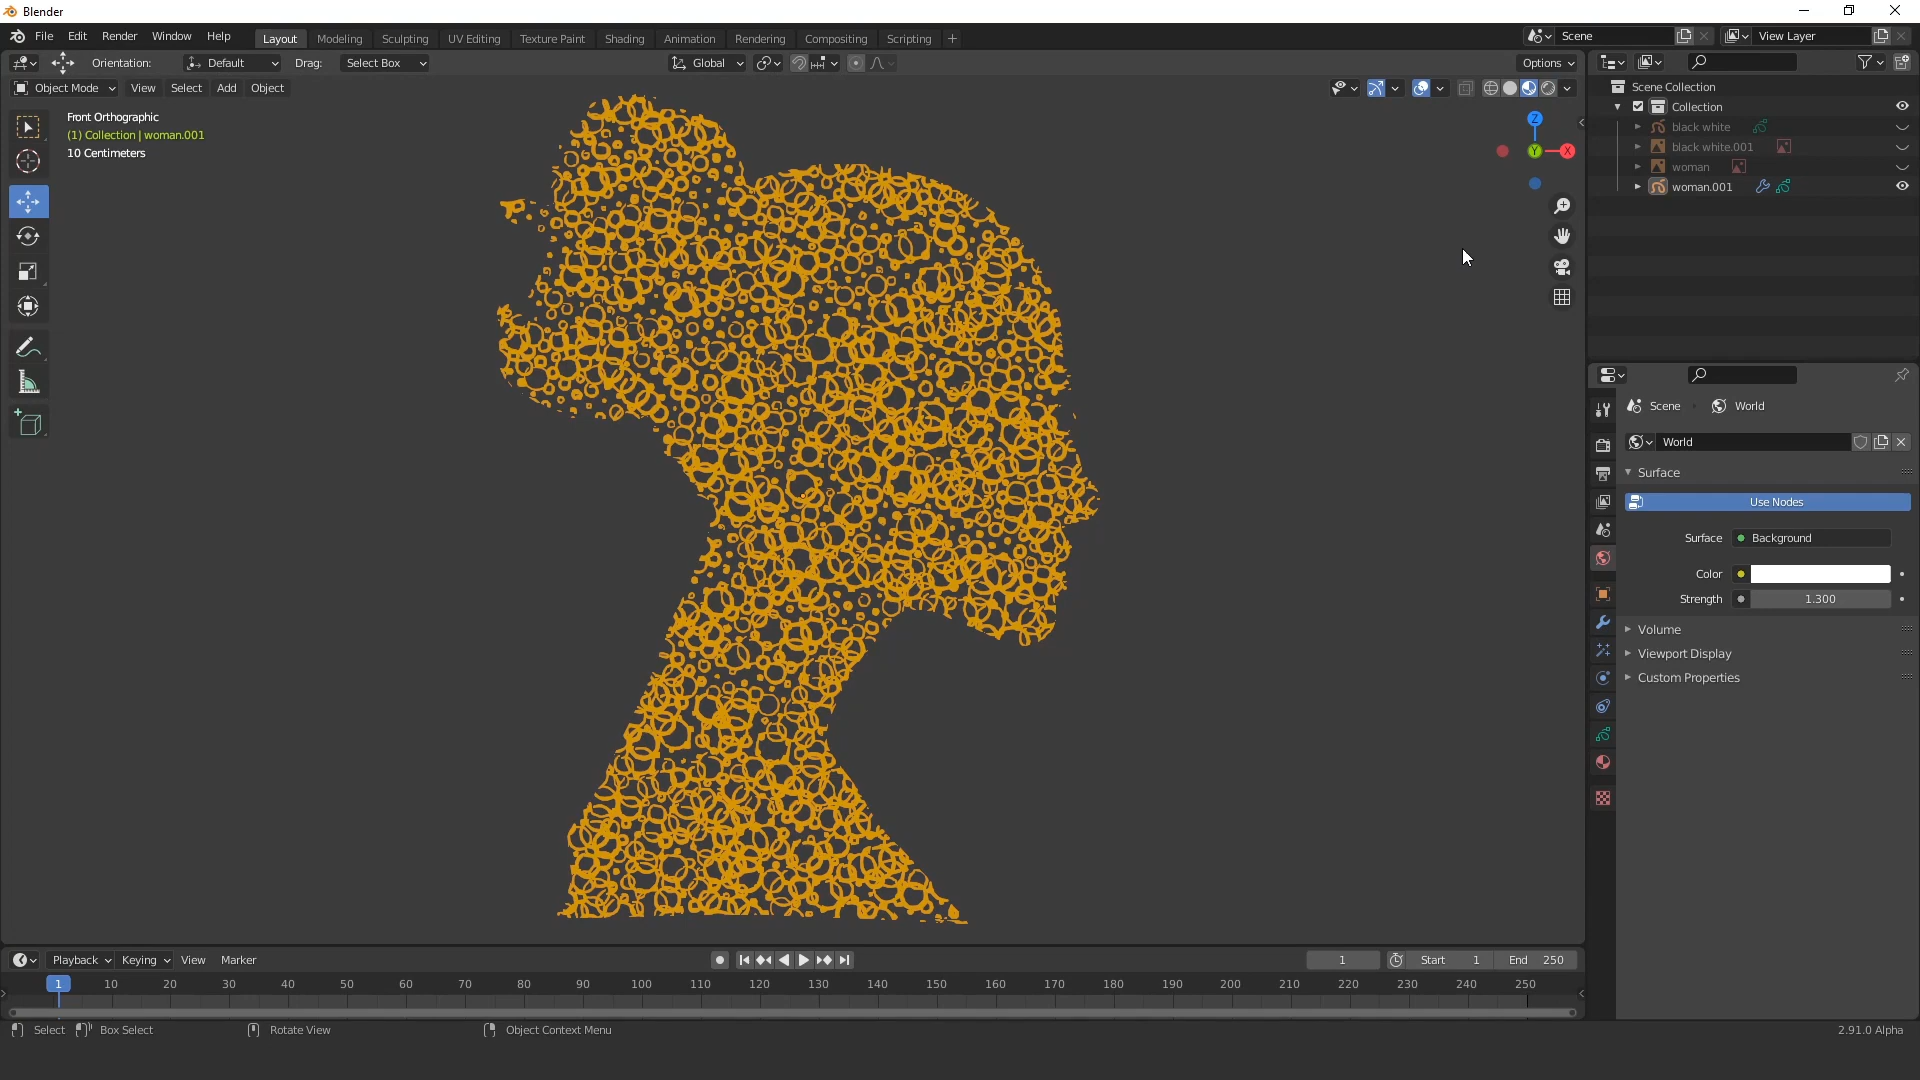 Blender
File Edit Render Window Help Layout Modeling Sculpting UV Editing Texture Paint Shading Animation Rendering Compositing Scripting + Scene View Layer
Orientation: Default Drag: Select Box Global Options
Object Mode View Select Add Object
Front Orthographic
(1) Collection | woman.001
10 Centimeters
Z
Y
X
Scene Collection
Collection
black white
black white.001
woman
woman.001
Scene World
World
Surface
Use Nodes
Surface Background
Color
Strength 1.300
Volume
Viewport Display
Custom Properties
Playback Keying View Marker 1 Start 1 End 250
1 10 20 30 40 50 60 70 80 90 100 110 120 130 140 150 160 170 180 190 200 210 220 230 240 250
Select Box Select Rotate View Object Context Menu 2.91.0 Alpha